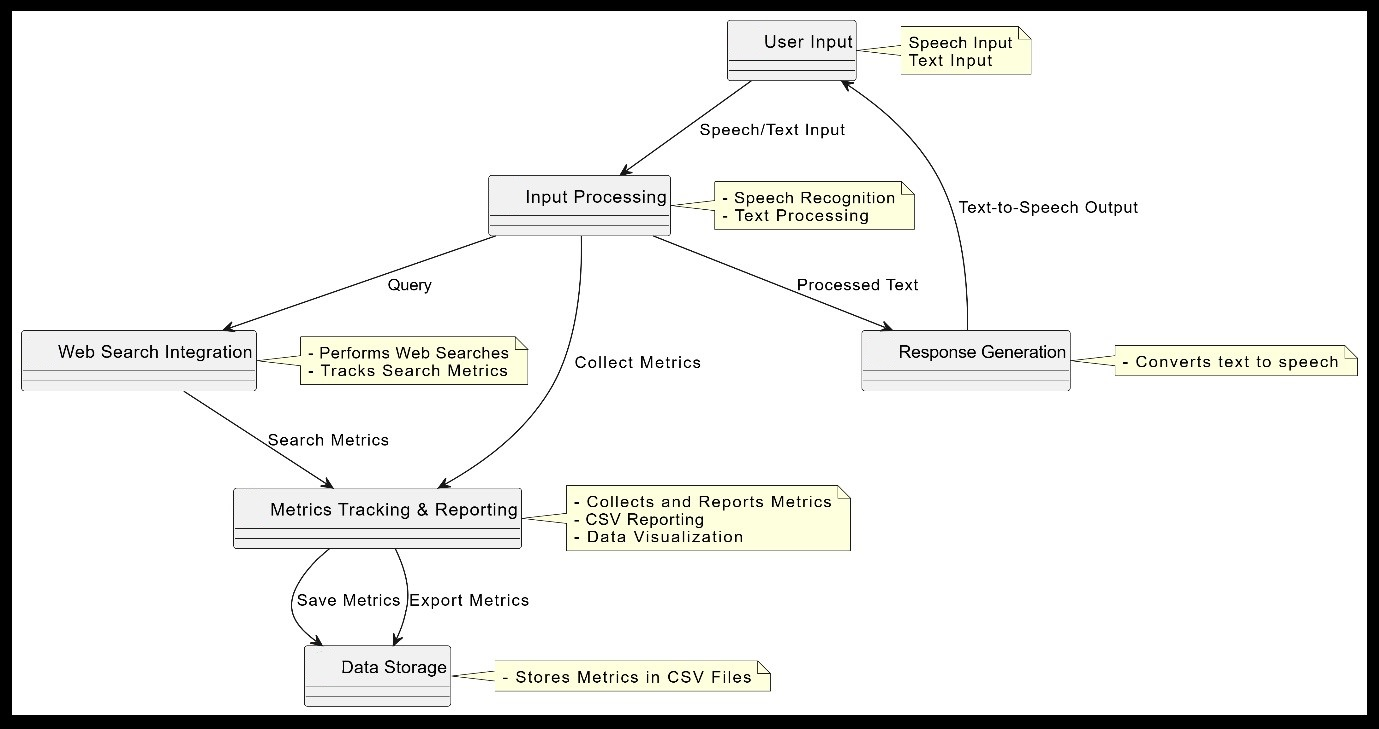 User Input
Speech Input
Text Input
Speech/Text Input
Input Processing
- Speech Recognition
- Text Processing
Text-to-Speech Output
Query
Processed Text
Web Search Integration
- Performs Web Searches
- Tracks Search Metrics
Collect Metrics
Response Generation
- Converts text to speech
Search Metrics
Metrics Tracking & Reporting
- Collects and Reports Metrics
- CSV Reporting
- Data Visualization
Save Metrics
Export Metrics
Data Storage
- Stores Metrics in CSV Files